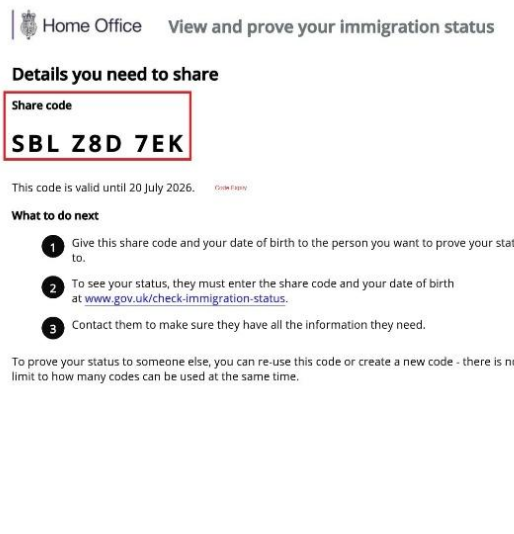 Home Office View and prove your immigration status
Details you need to share
Share code
SBL Z8D 7EK
This code is valid until 20 July 2026. Code Expiry
What to do next
1 Give this share code and your date of birth to the person you want to prove your stat
to.
2 To see your status, they must enter the share code and your date of birth
at www.gov.uk/check-immigration-status.
3 Contact them to make sure they have all the information they need.
To prove your status to someone else, you can re-use this code or create a new code - there is n
limit to how many codes can be used at the same time.